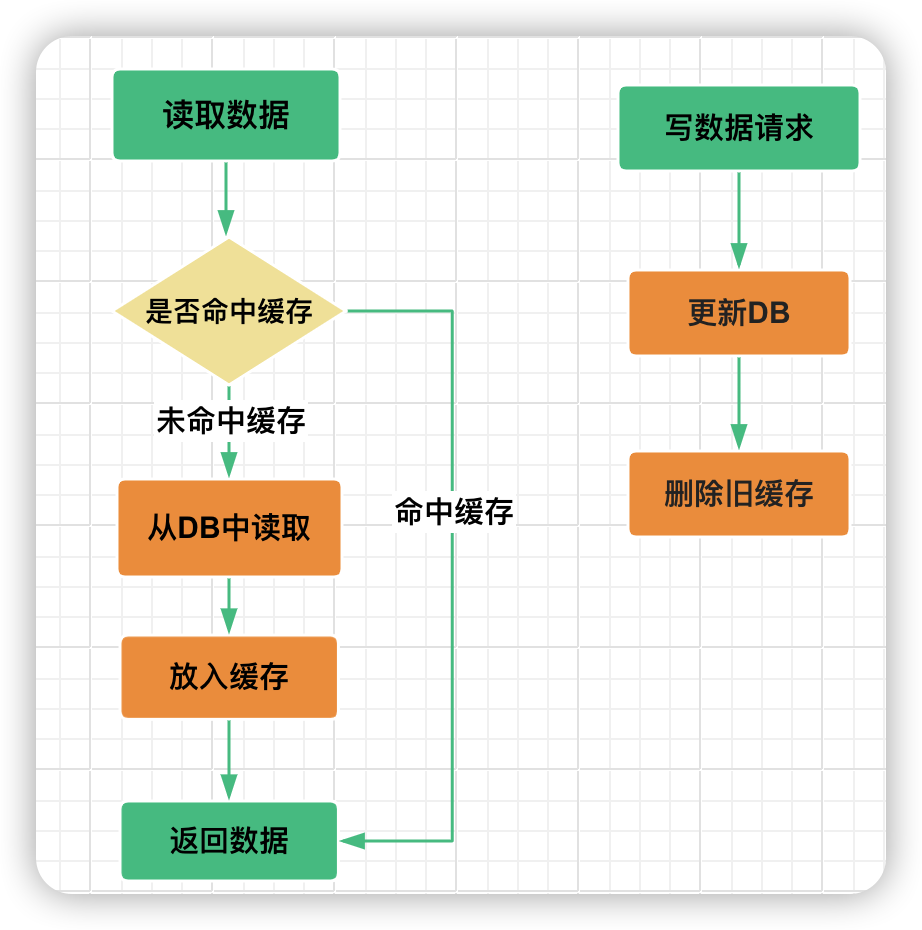 读取数据
是否命中缓存
未命中缓存
从DB中读取
放入缓存
返回数据
命中缓存
写数据请求
更新DB
删除旧缓存